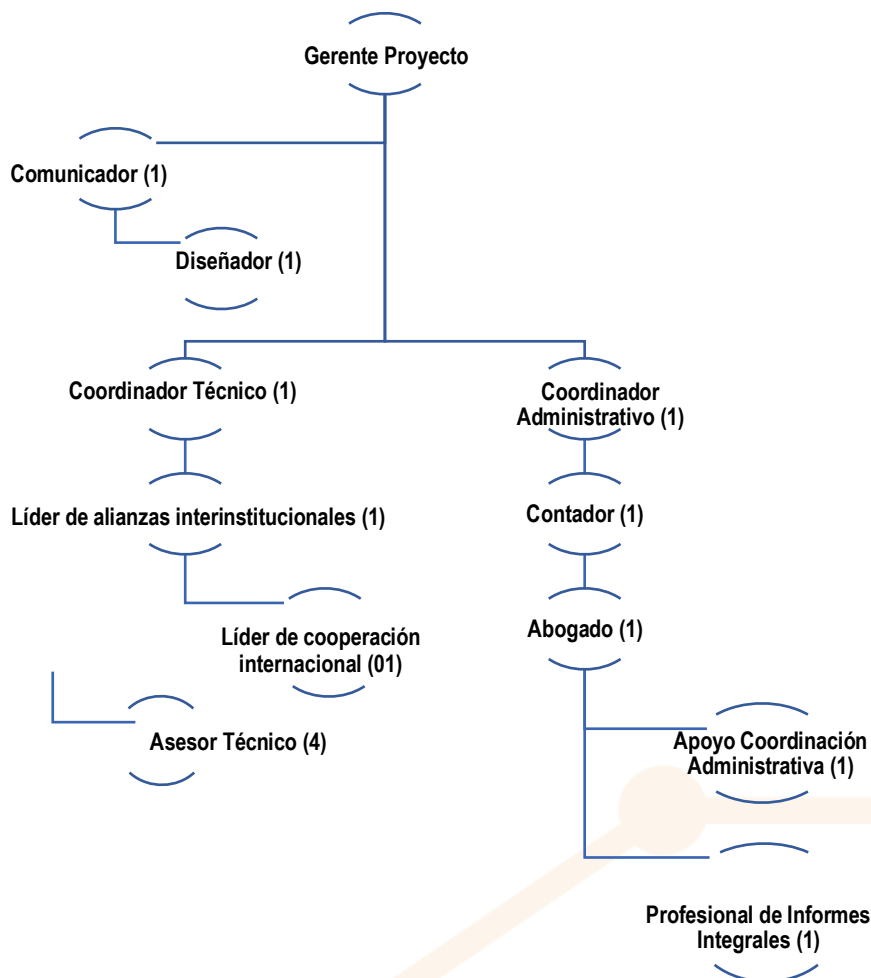 Gerente Proyecto
Comunicador (1)
Diseñador (1)
Coordinador Técnico (1)
Coordinador
Administrativo (1)
Líder de alianzas interinstitucionales (1)
Contador (1)
Líder de cooperación
internacional (01)
Abogado (1)
Asesor Técnico (4)
Apoyo Coordinación
Administrativa (1)
Profesional de Informes
Integrales (1)